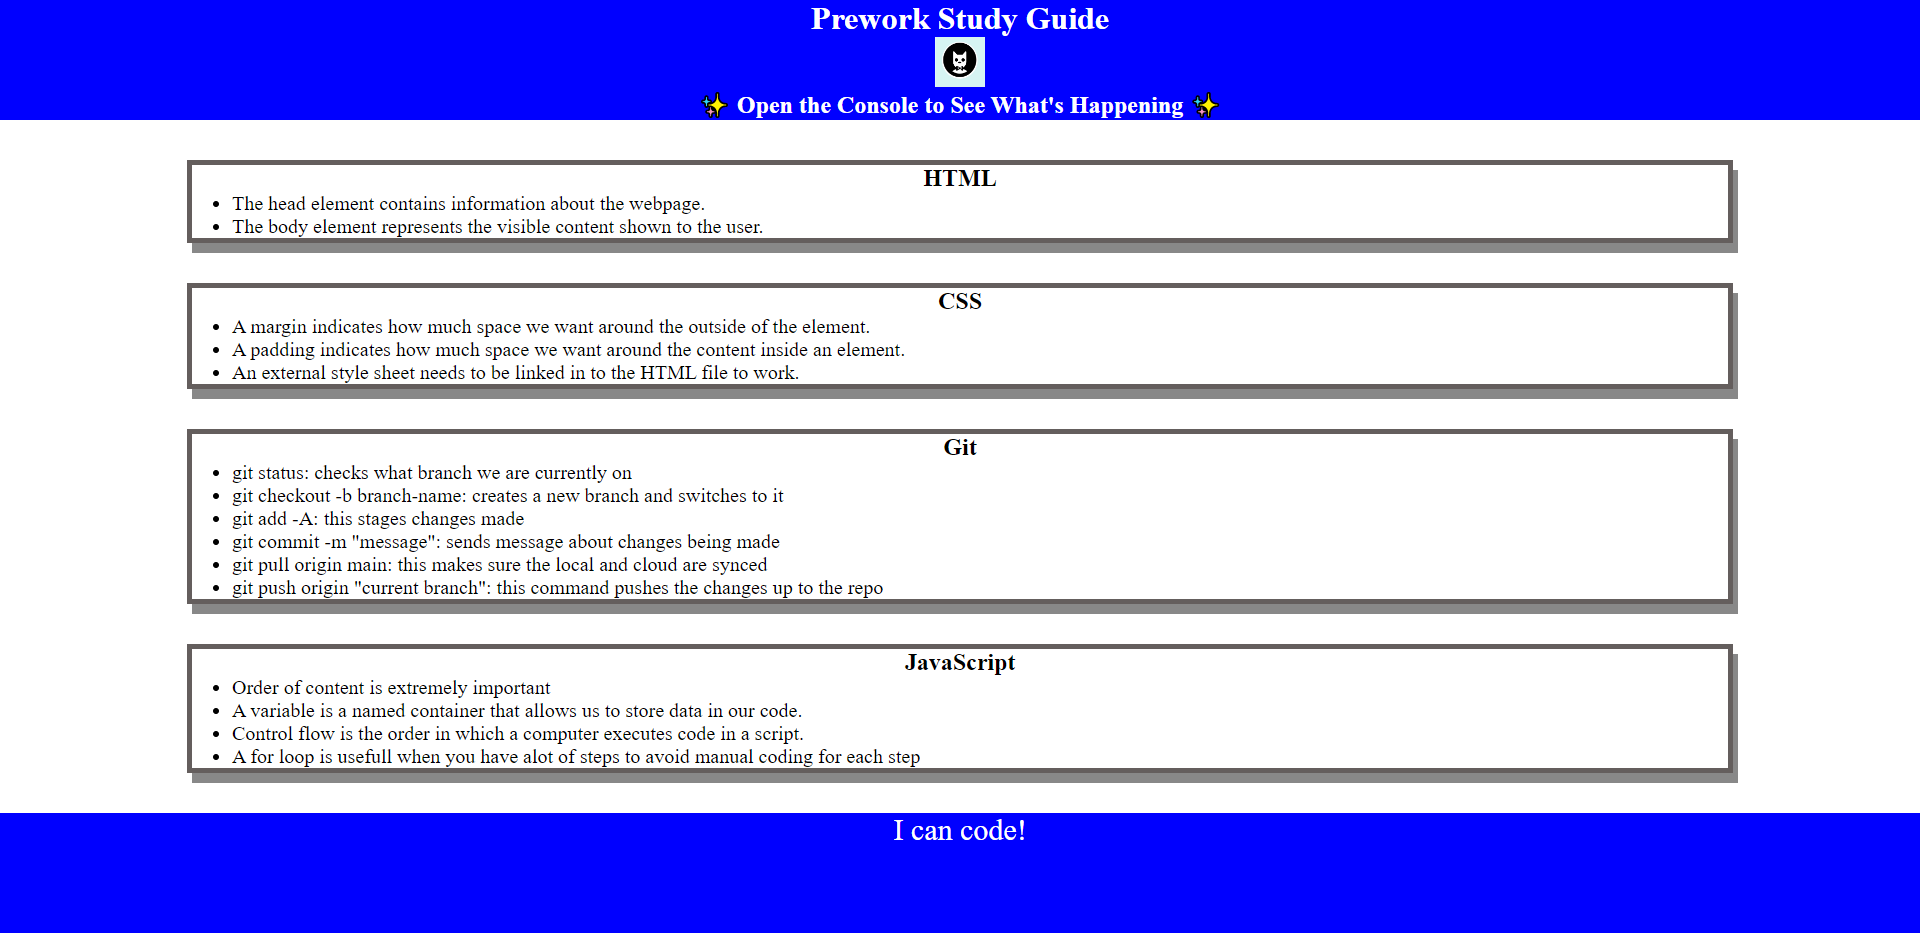 Prework Study Guide
✨ Open the Console to See What's Happening ✨
HTML
• The head element contains information about the webpage.
• The body element represents the visible content shown to the user.
CSS
• A margin indicates how much space we want around the outside of the element.
• A padding indicates how much space we want around the content inside an element.
• An external style sheet needs to be linked in to the HTML file to work.
Git
• git status: checks what branch we are currently on
• git checkout -b branch-name: creates a new branch and switches to it
• git add -A: this stages changes made
• git commit -m "message": sends message about changes being made
• git pull origin main: this makes sure the local and cloud are synced
• git push origin "current branch": this command pushes the changes up to the repo
JavaScript
• Order of content is extremely important
• A variable is a named container that allows us to store data in our code.
• Control flow is the order in which a computer executes code in a script.
• A for loop is usefull when you have alot of steps to avoid manual coding for each step
I can code!